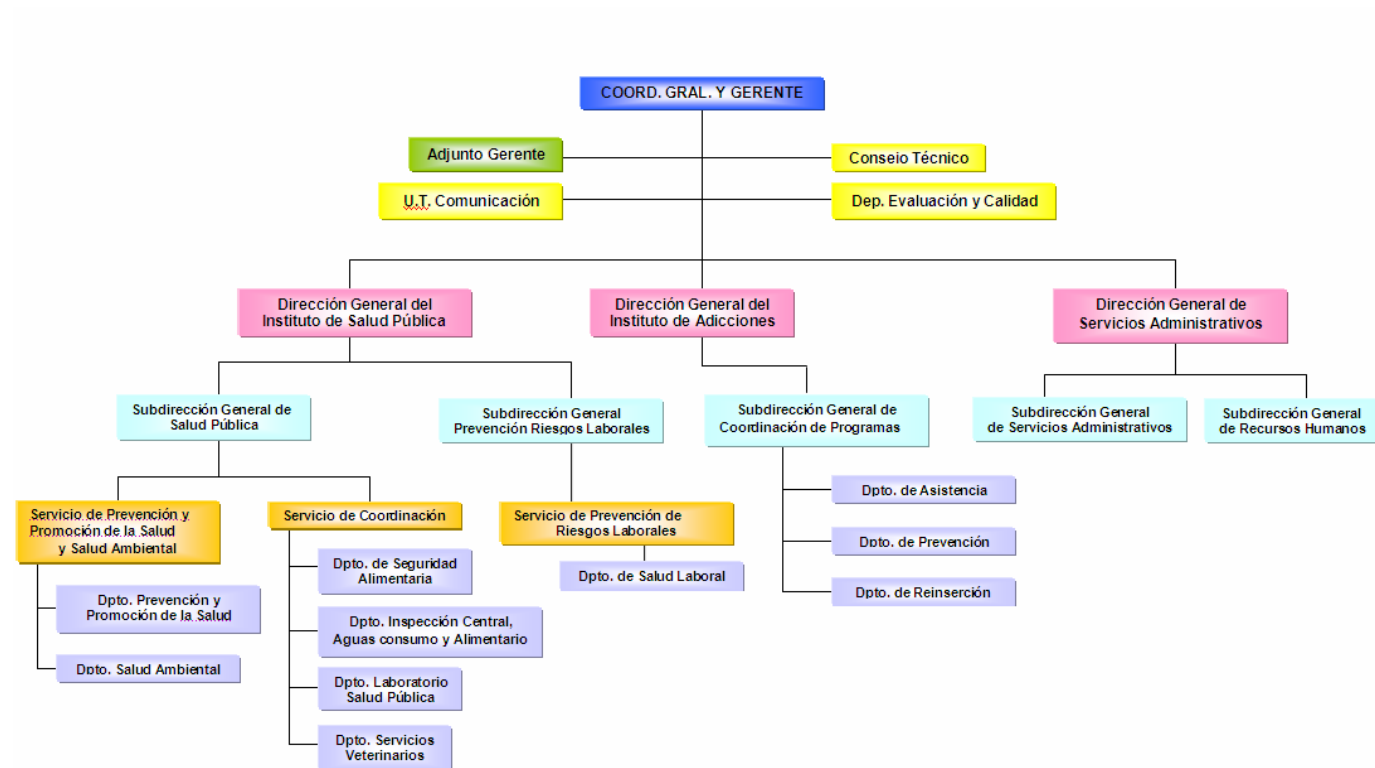 COORD. GRAL. Y GERENTE
Adjunto Gerente
Conseio Técnico
U.T. Comunicación
Dep. Evaluación y Calidad
Dirección General del
Instituto de Salud Pública
Dirección General del
Instituto de Adicciones
Dirección General de
Servicios Administrativos
Subdirección General de
Salud Pública
Subdirección General
Prevención Riesgos Laborales
Subdirección General de
Coordinación de Programas
Subdirección General
de Servicios Administrativos
Subdirección General
de Recursos Humanos
Servicio de Prevención y
Promoción de la Salud
y Salud Ambiental
Servicio de Coordinación
Servicio de Prevención de
Riesgos Laborales
Dpto. de Asistencia
Dpto. de Prevención
Dpto. de Reinserción
Dpto. de Salud Laboral
Dpto. Prevención y
Promoción de la Salud
Dpto. Salud Ambiental
Dpto. de Seguridad
Alimentaria
Dpto. Inspección Central,
Aguas consumo y Alimentario
Dpto. Laboratorio
Salud Pública
Dpto. Servicios
Veterinarios